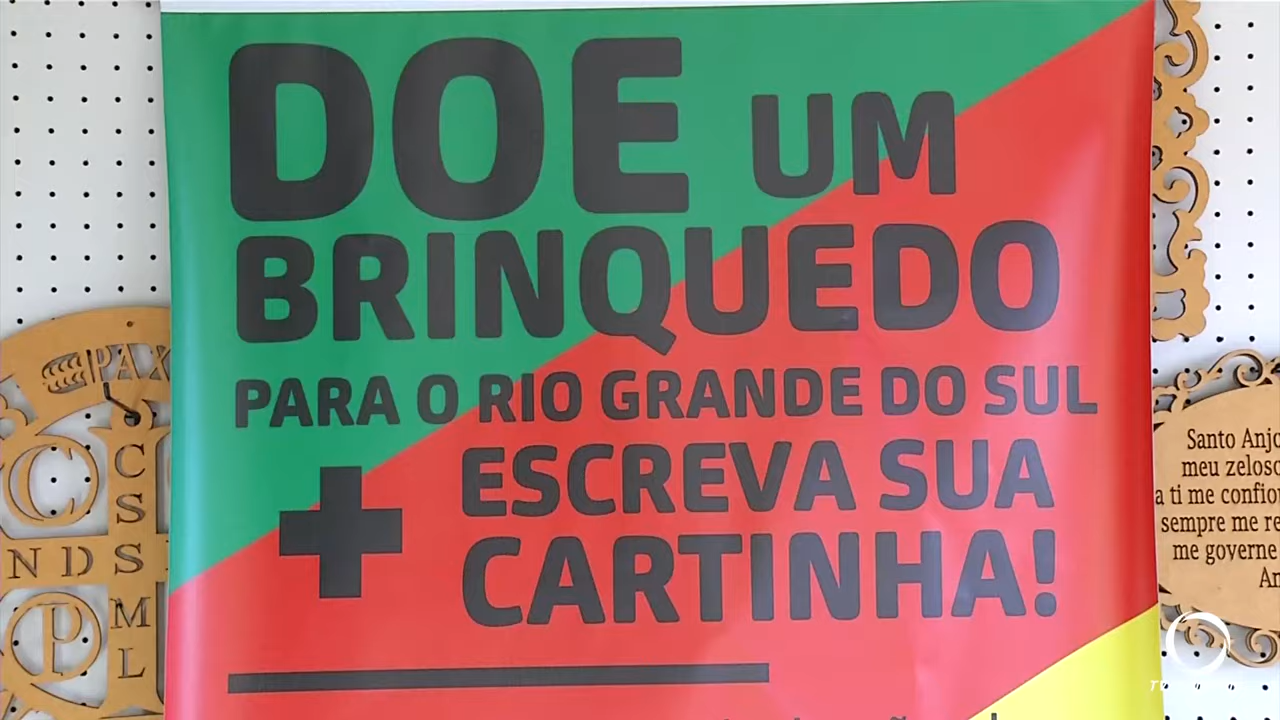 DOE UM
BRINQUEDO
PARA O RIO GRANDE DO SUL
+ ESCREVA SUA
CARTINHA!
PAX
C
S
N D S
M
L
P
Santo Anjo
meu zeloso
a ti me confio
sempre me re
me governe